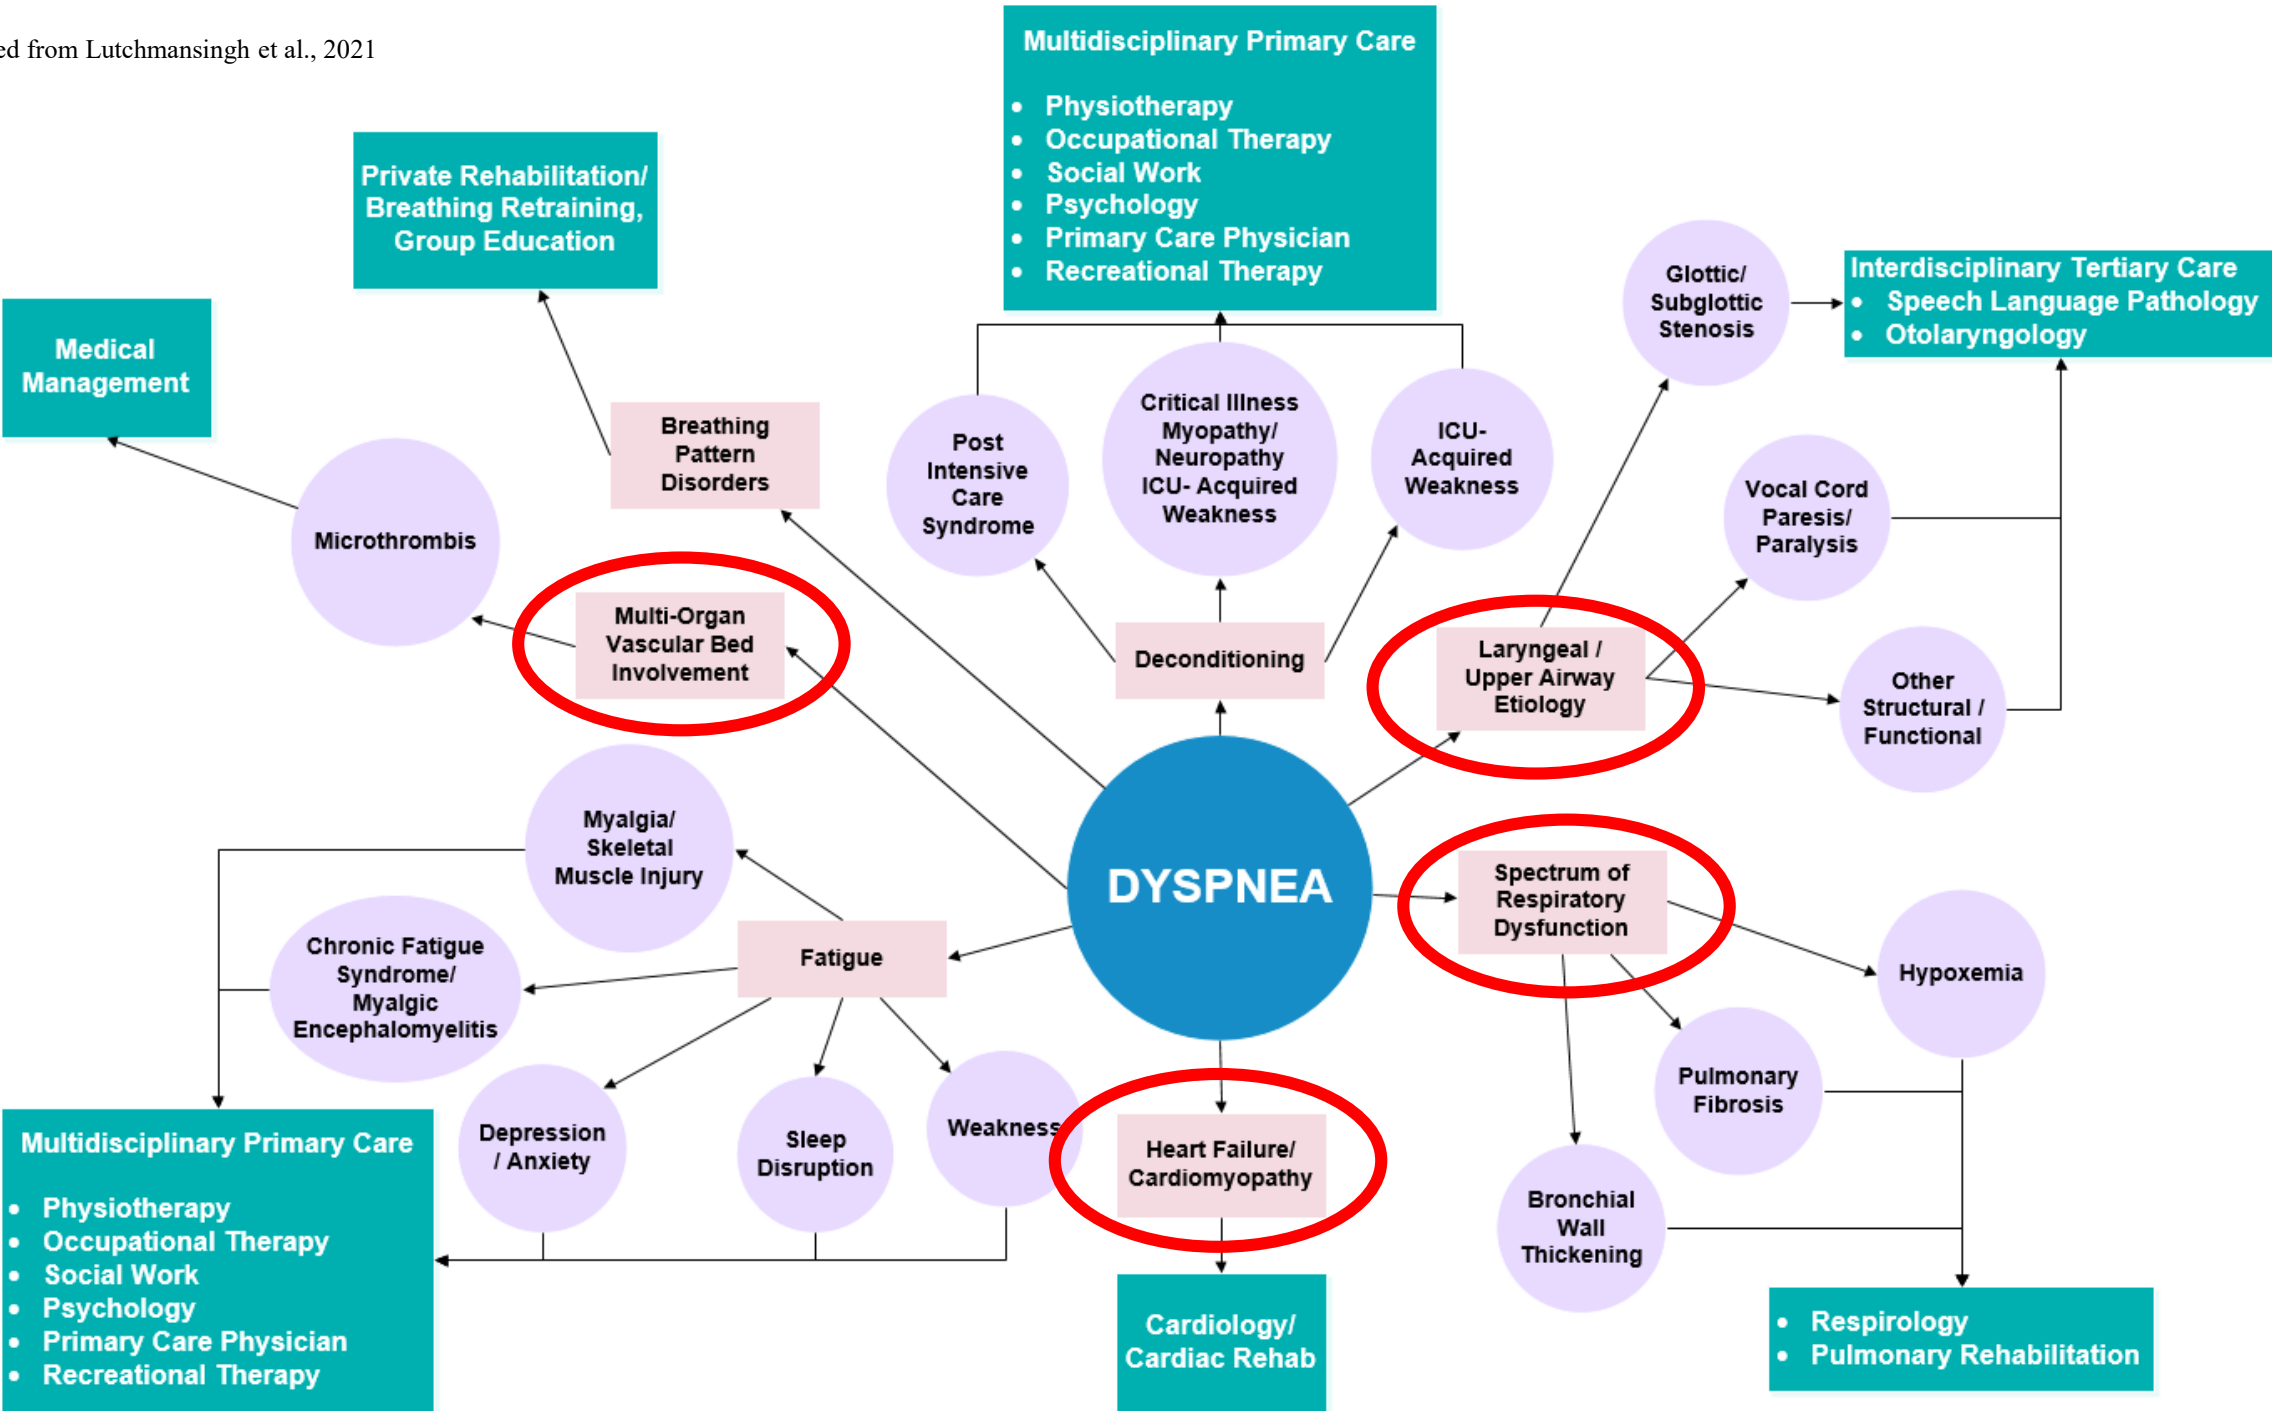 ed from Lutchmansingh et al., 2021
Multidisciplinary Primary Care
• Physiotherapy
• Occupational Therapy
• Social Work
• Psychology
• Primary Care Physician
• Recreational Therapy
Private Rehabilitation/
Breathing Retraining,
Group Education
Medical
Management
Glottic/
Subglottic
Stenosis
Interdisciplinary Tertiary Care
• Speech Language Pathology
• Otolaryngology
Breathing
Pattern
Disorders
Post
Intensive
Care
Syndrome
Critical Illness
Myopathy/
Neuropathy
ICU- Acquired
Weakness
ICU-
Acquired
Weakness
Vocal Cord
Paresis/
Paralysis
Microthrombis
Multi-Organ
Vascular Bed
Involvement
Deconditioning
Laryngeal /
Upper Airway
Etiology
Other
Structural /
Functional
Myalgia/
Skeletal
Muscle Injury
DYSPNEA
Spectrum of
Respiratory
Dysfunction
Chronic Fatigue
Syndrome/
Myalgic
Encephalomyelitis
Fatigue
Hypoxemia
Pulmonary
Fibrosis
Multidisciplinary Primary Care
• Physiotherapy
• Occupational Therapy
• Social Work
• Psychology
• Primary Care Physician
• Recreational Therapy
Depression
/ Anxiety
Sleep
Disruption
Weakness
Heart Failure/
Cardiomyopathy
Bronchial
Wall
Thickening
Cardiology/
Cardiac Rehab
• Respirology
• Pulmonary Rehabilitation